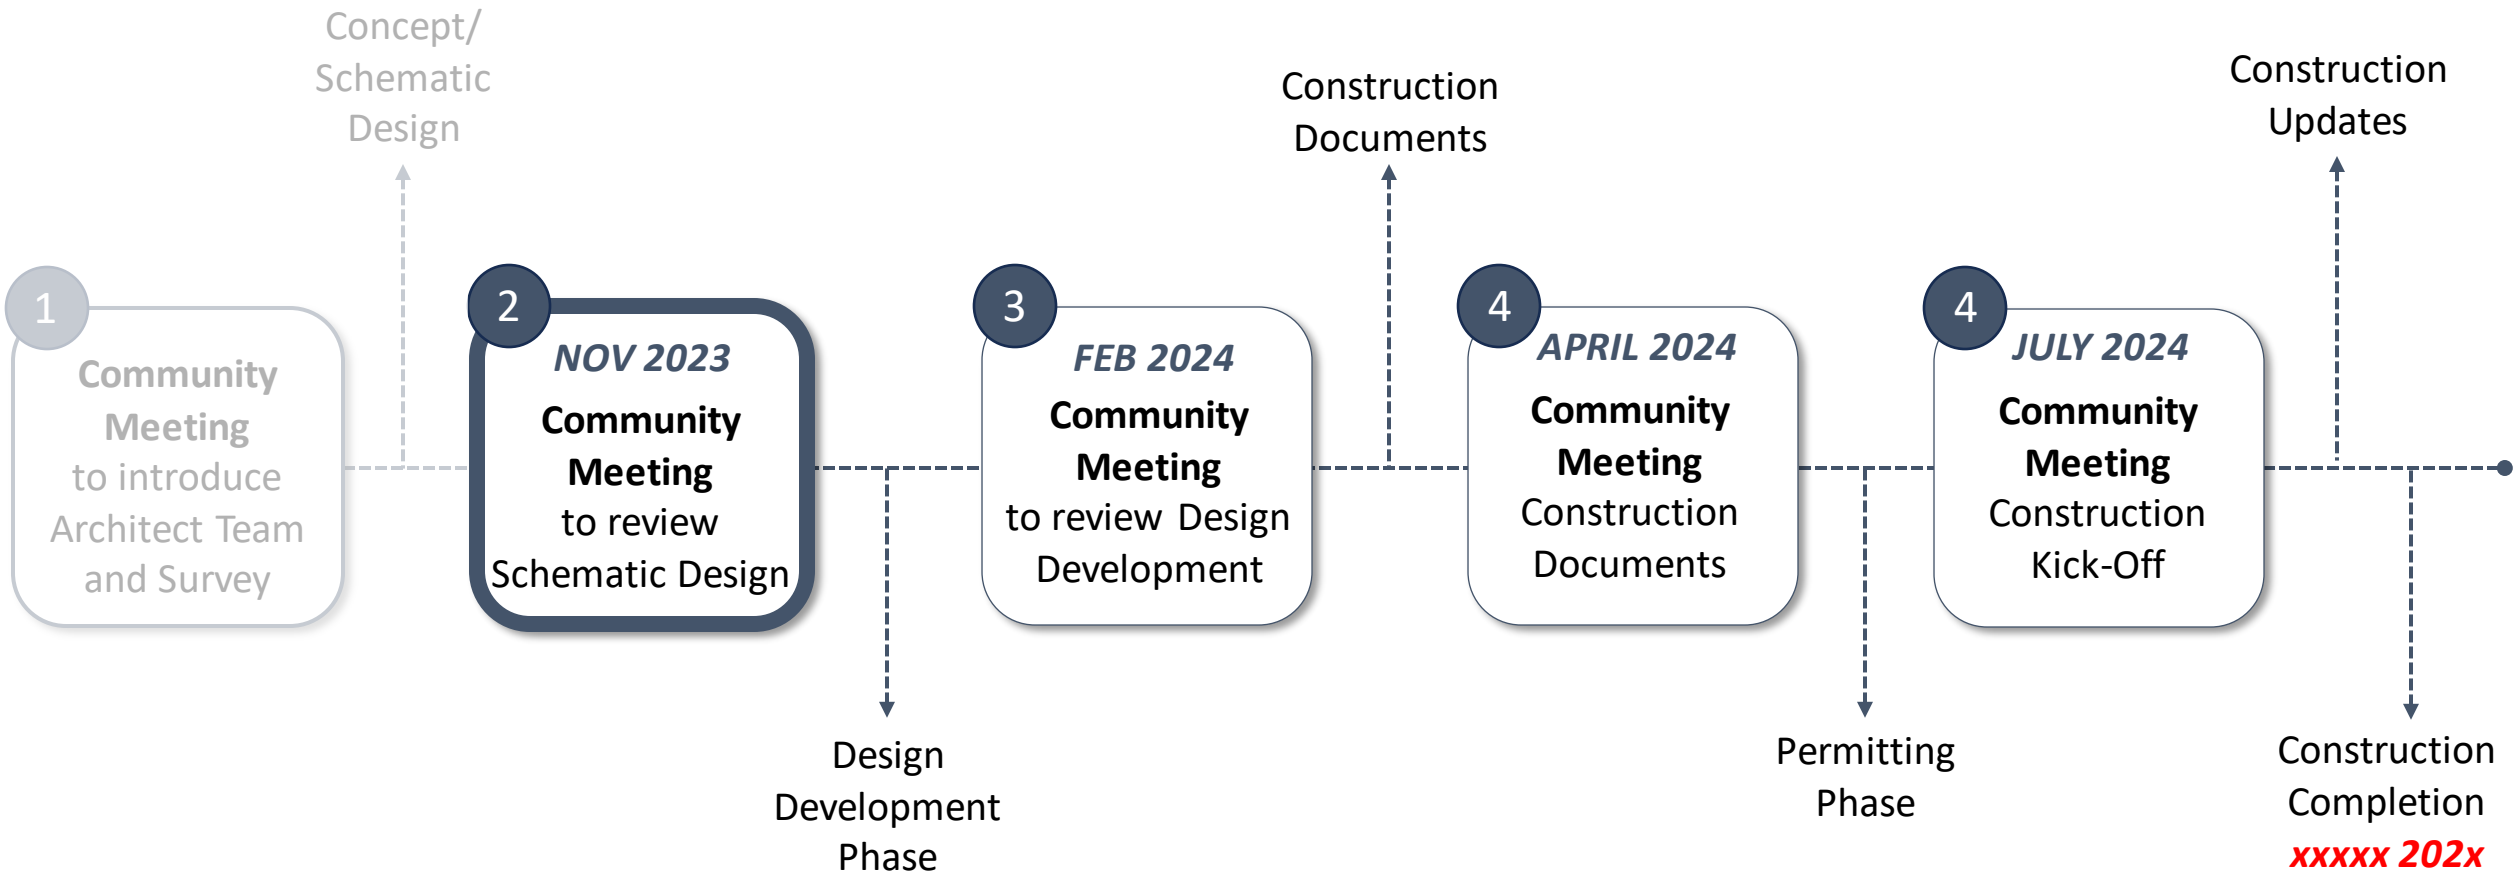 Concept/
Schematic
Design
Construction
Documents
Construction
Updates
1
Community
Meeting
to introduce
Architect Team
and Survey
2
NOV 2023
Community
Meeting
to review
Schematic Design
3
FEB 2024
Community
Meeting
to review Design
Development
4
APRIL 2024
Community
Meeting
Construction
Documents
4
JULY 2024
Community
Meeting
Construction
Kick-Off
Design
Development
Phase
Permitting
Phase
Construction
Completion
xxxxx 202x